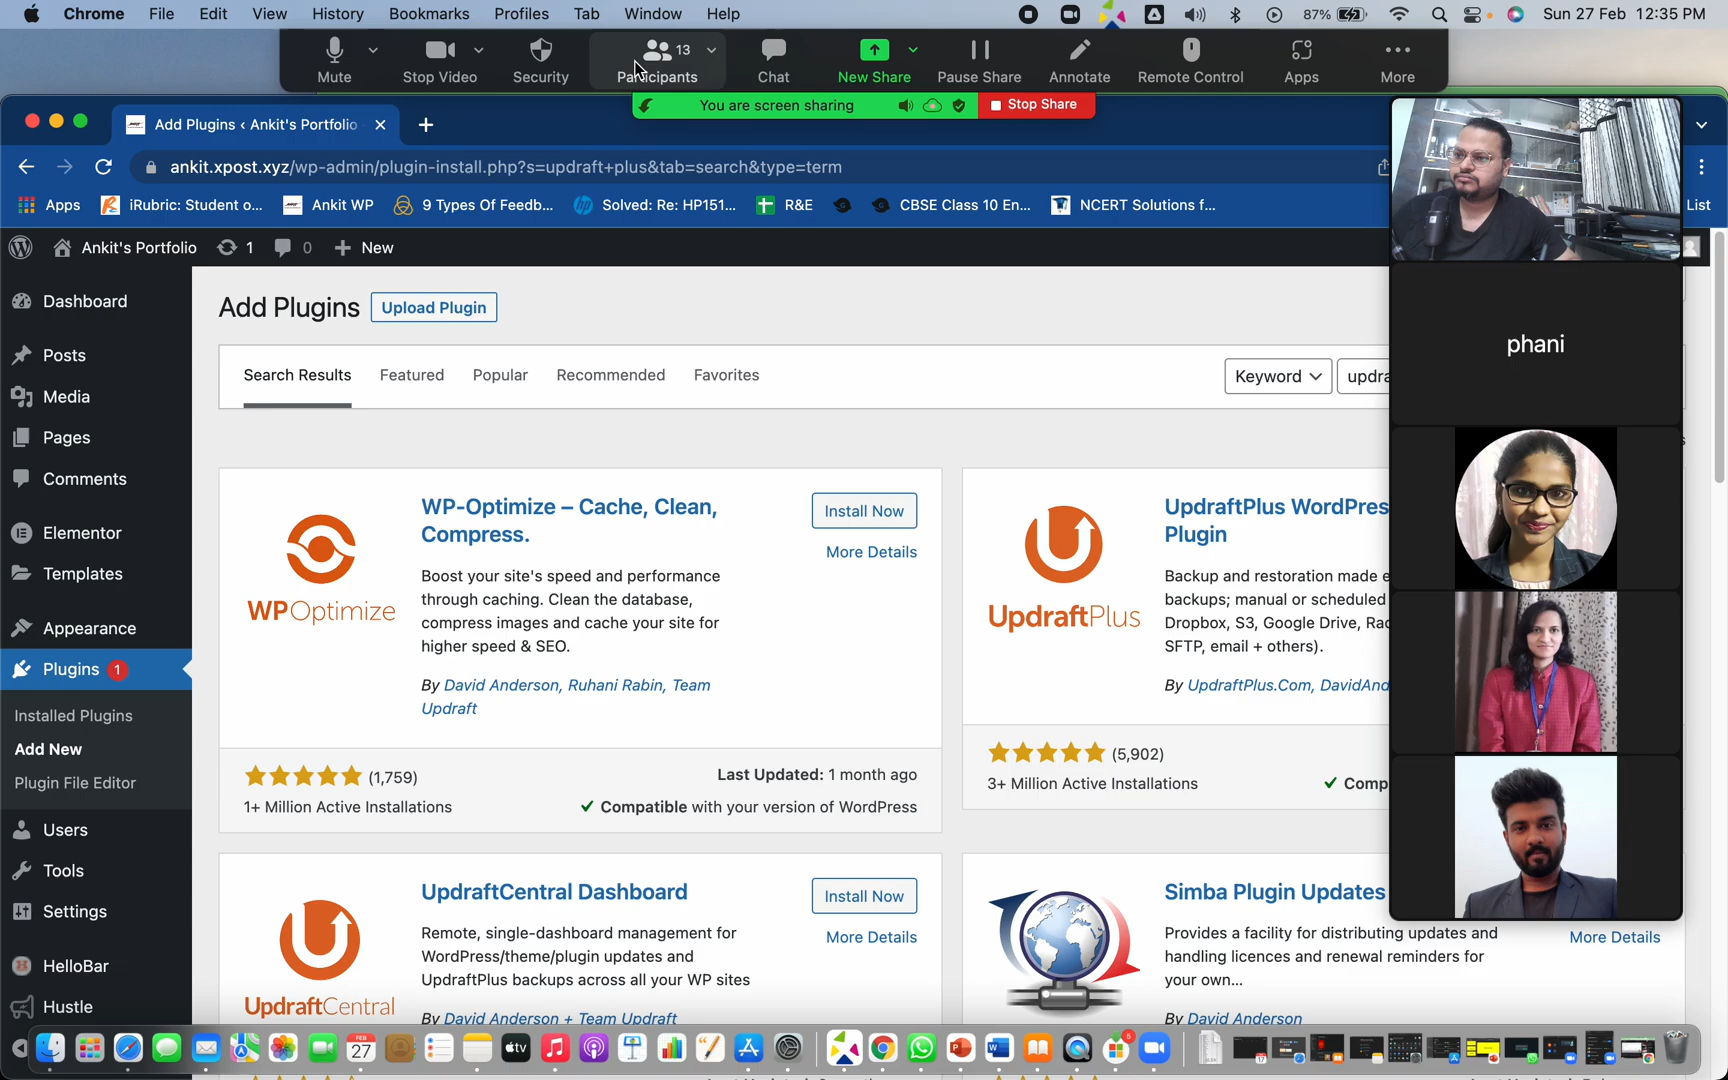 Chrome File Edit View History Bookmarks Profiles Tab Window Help 87% Sun 27 Feb 12:35 PM
Mute Stop Video Security 13 Participants Chat New Share Pause Share Annotate Remote Control Apps More
You are screen sharing Stop Share
Add Plugins ‹ Ankit's Portfolio
ankit.xpost.xyz/wp-admin/plugin-install.php?s=updraft+plus&tab=search&type=term
Apps iRubric: Student o... Ankit WP 9 Types Of Feedb... Solved: Re: HP151... R&E CBSE Class 10 En... NCERT Solutions f... List
Ankit's Portfolio 1 0 New
Dashboard
Posts
Media
Pages
Comments
Elementor
Templates
Appearance
Plugins 1
Installed Plugins
Add New
Plugin File Editor
Users
Tools
Settings
HelloBar
Hustle
Add Plugins Upload Plugin
Search Results Featured Popular Recommended Favorites Keyword updra
WP-Optimize – Cache, Clean,
Compress.
Install Now
More Details
Boost your site's speed and performance
through caching. Clean the database,
compress images and cache your site for
higher speed & SEO.
By David Anderson, Ruhani Rabin, Team
Updraft
WPOptimize
(1,759)
1+ Million Active Installations
Last Updated: 1 month ago
Compatible with your version of WordPress
UpdraftPlus WordPres
Plugin
Backup and restoration made e
backups; manual or scheduled
Dropbox, S3, Google Drive, Rac
SFTP, email + others).
By UpdraftPlus.Com, DavidAnd
UpdraftPlus
(5,902)
3+ Million Active Installations
Comp
UpdraftCentral Dashboard
Install Now
More Details
Remote, single-dashboard management for
WordPress/theme/plugin updates and
UpdraftPlus backups across all your WP sites
By David Anderson + Team Updraft
UpdraftCentral
Simba Plugin Updates
More Details
Provides a facility for distributing updates and
handling licences and renewal reminders for
your own...
By David Anderson
phani
FEB
27
tv
5